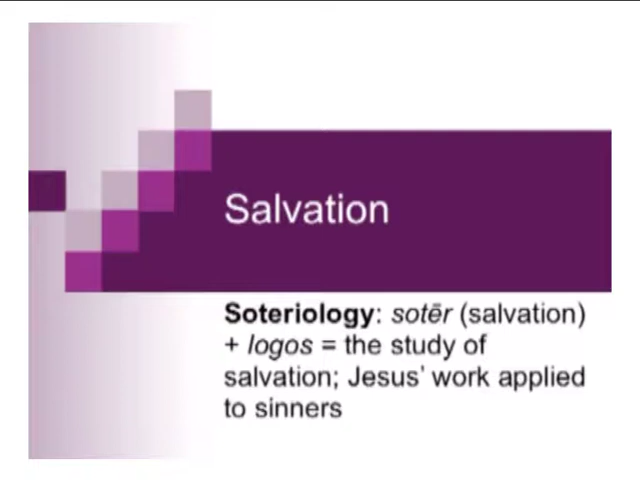 Salvation
Soteriology: sotēr (salvation)
+ logos = the study of
salvation; Jesus’ work applied
to sinners